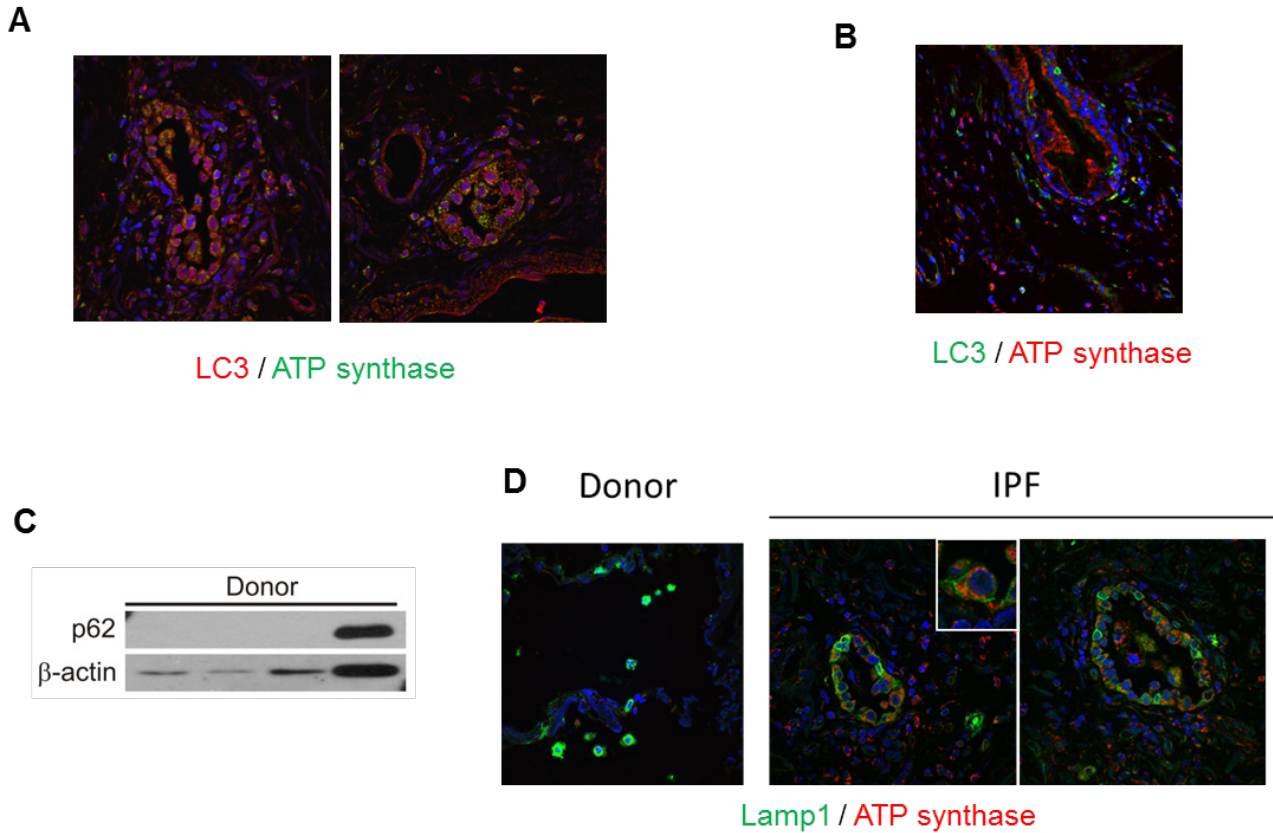 A
B
LC3 / ATP synthase
LC3 / ATP synthase
C
Donor
p62
β-actin
D
Donor
IPF
Lamp1 / ATP synthase